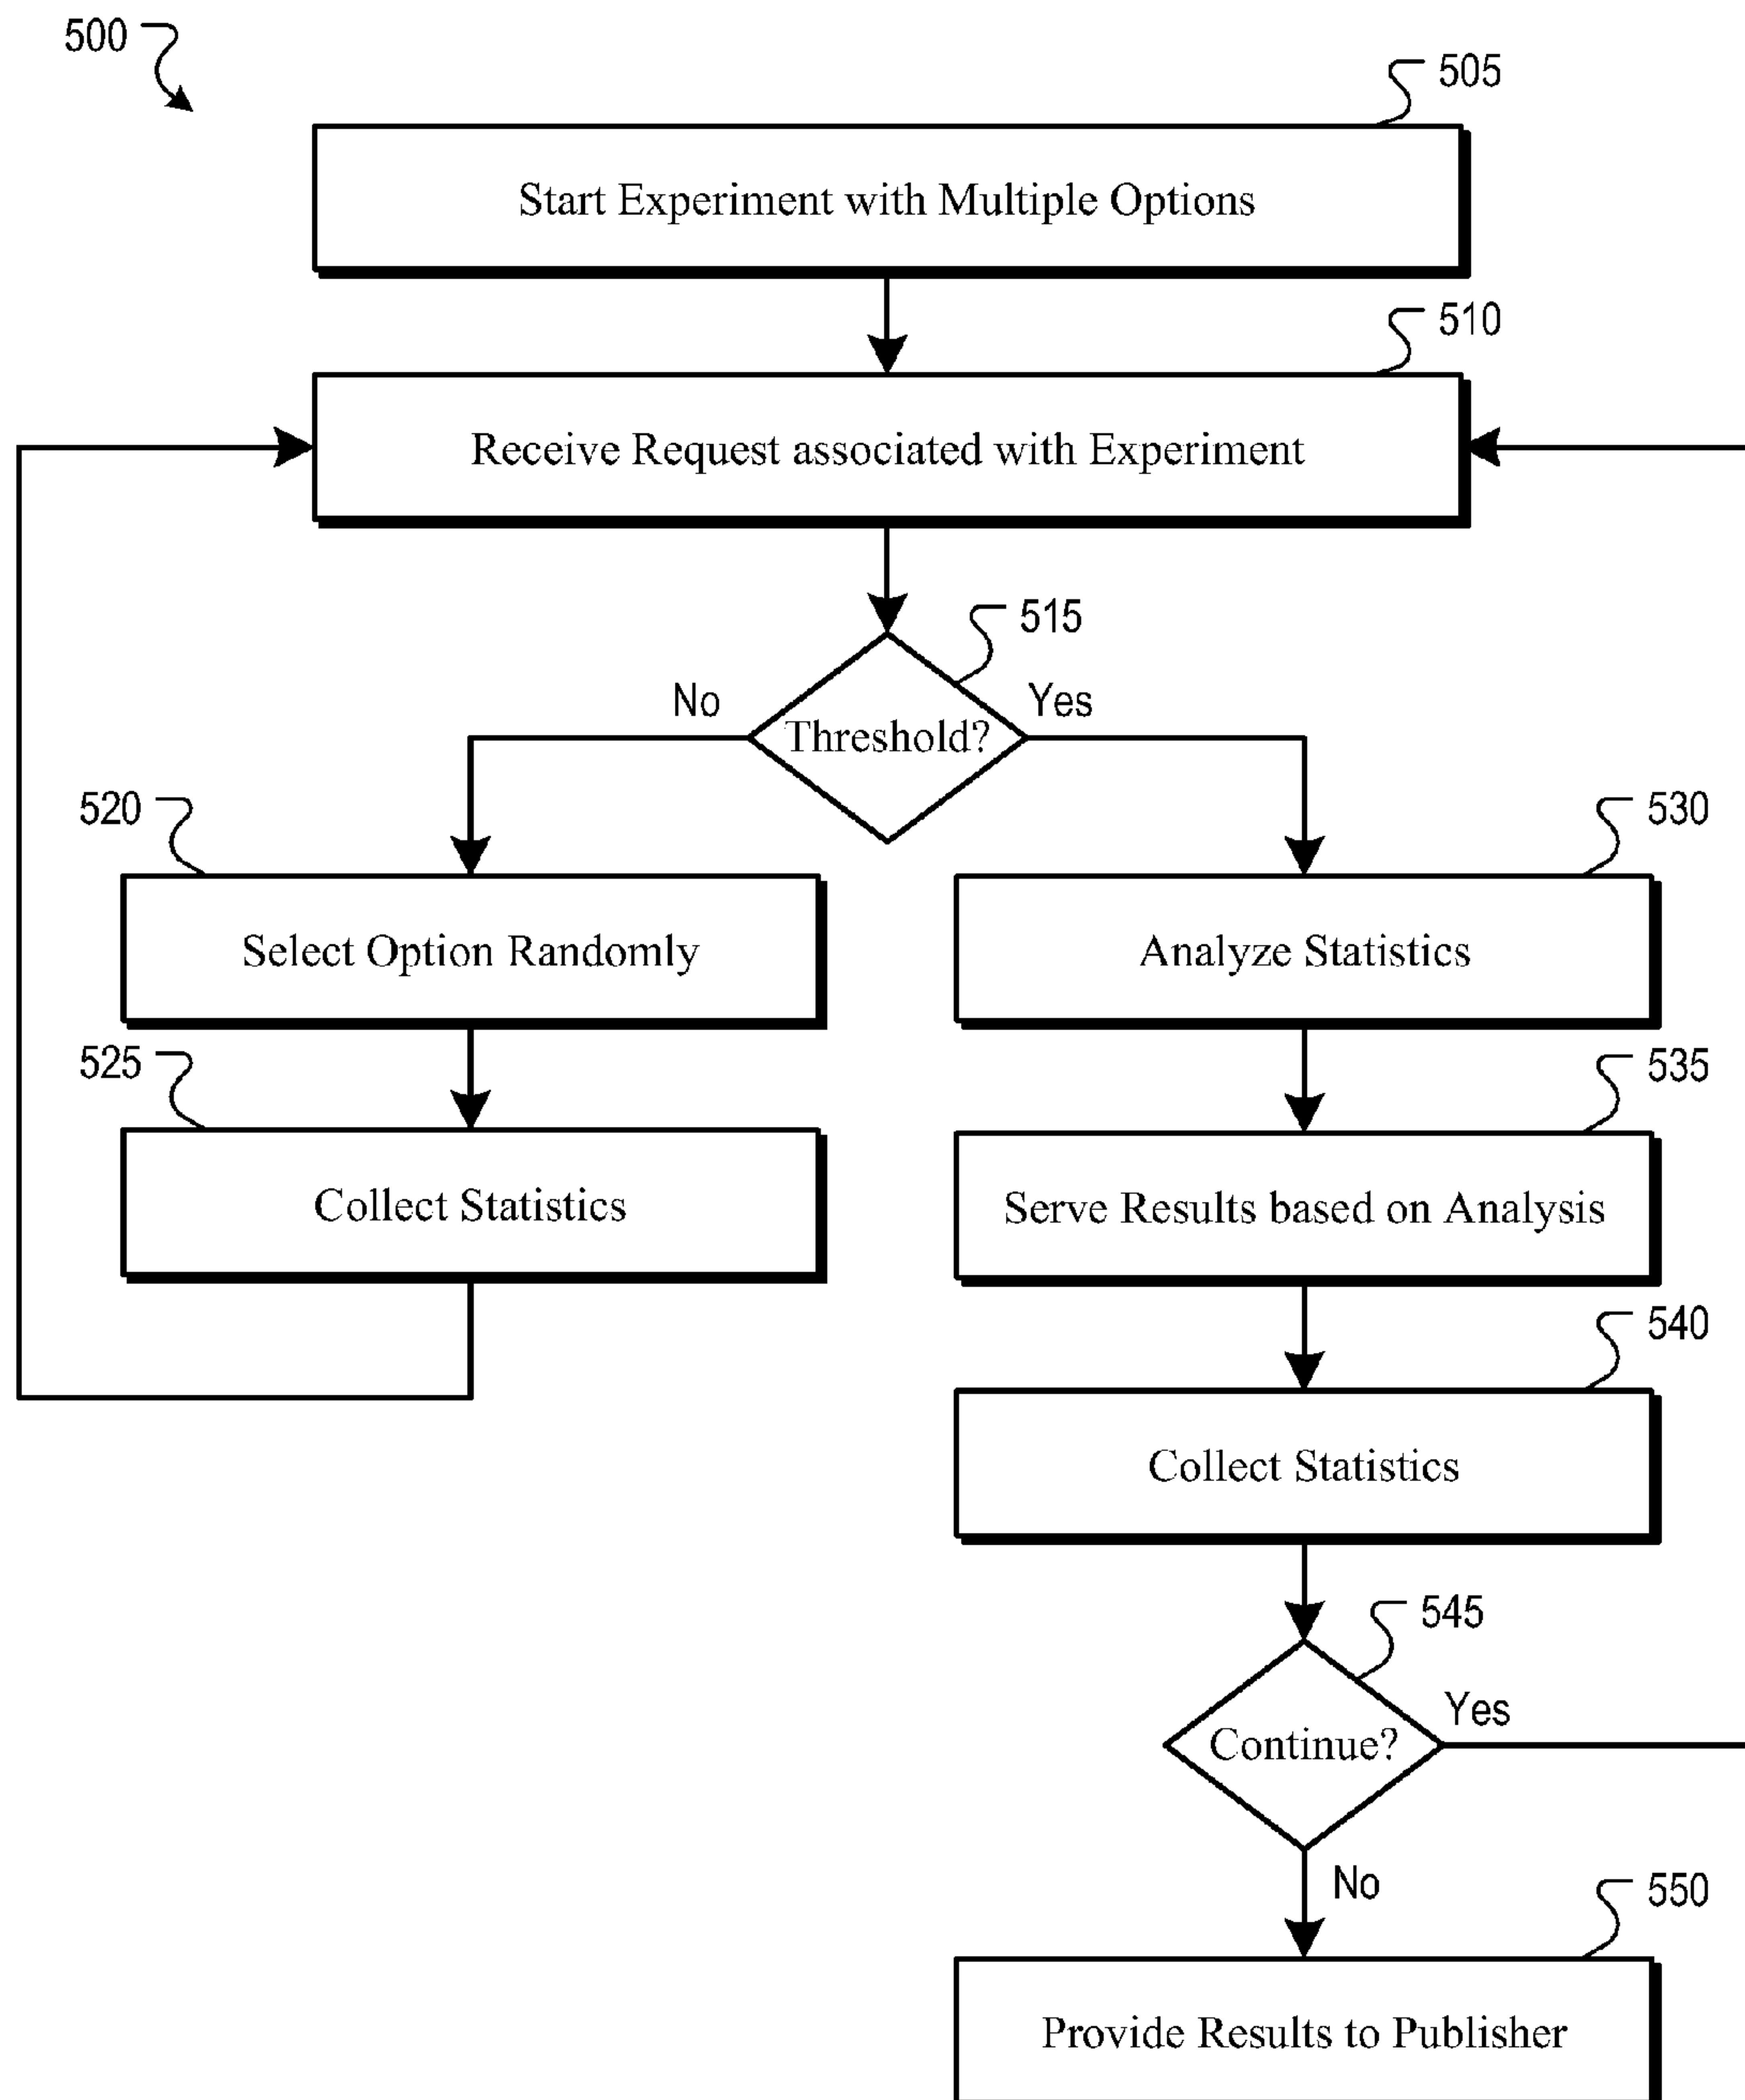 500
505
Start Experiment with Multiple Options
510
Receive Request associated with Experiment
515
No
Yes
Threshold?
520
530
Select Option Randomly
Analyze Statistics
525
535
Collect Statistics
Serve Results based on Analysis
540
Collect Statistics
545
Yes
Continue?
No
550
Provide Results to Publisher